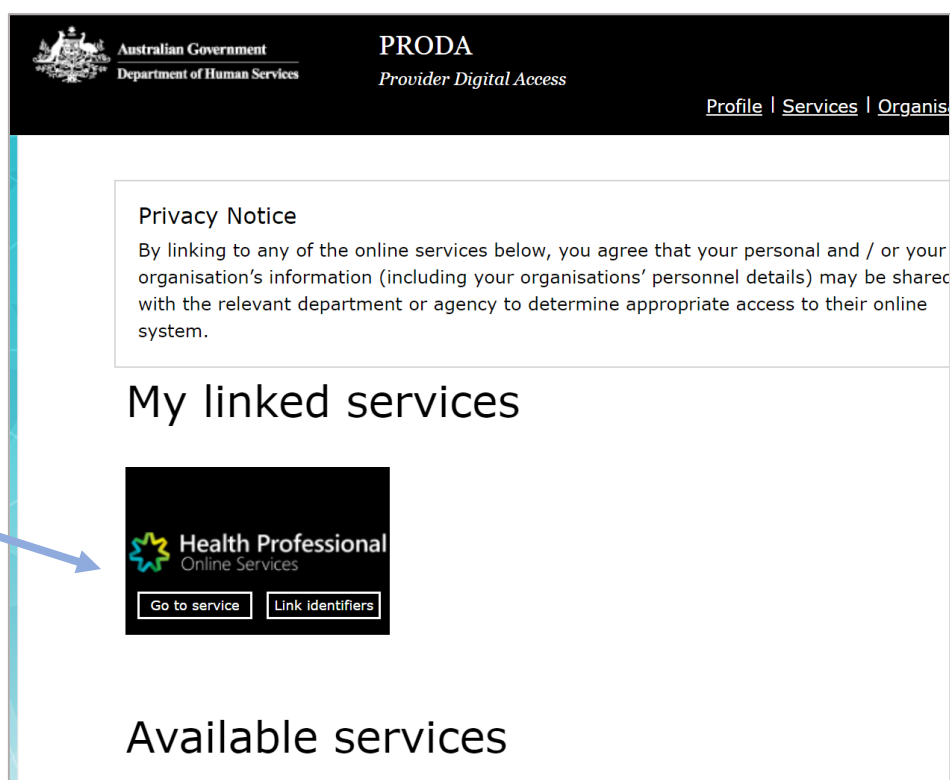 Australian Government
Department of Human Services
PRODA
Provider Digital Access
Profile | Services | Organisa
Privacy Notice
By linking to any of the online services below, you agree that your personal and / or your
organisation's information (including your organisations' personnel details) may be shared
with the relevant department or agency to determine appropriate access to their online
system.
My linked services
Health Professional
Online Services
Go to service Link identifiers
Available services